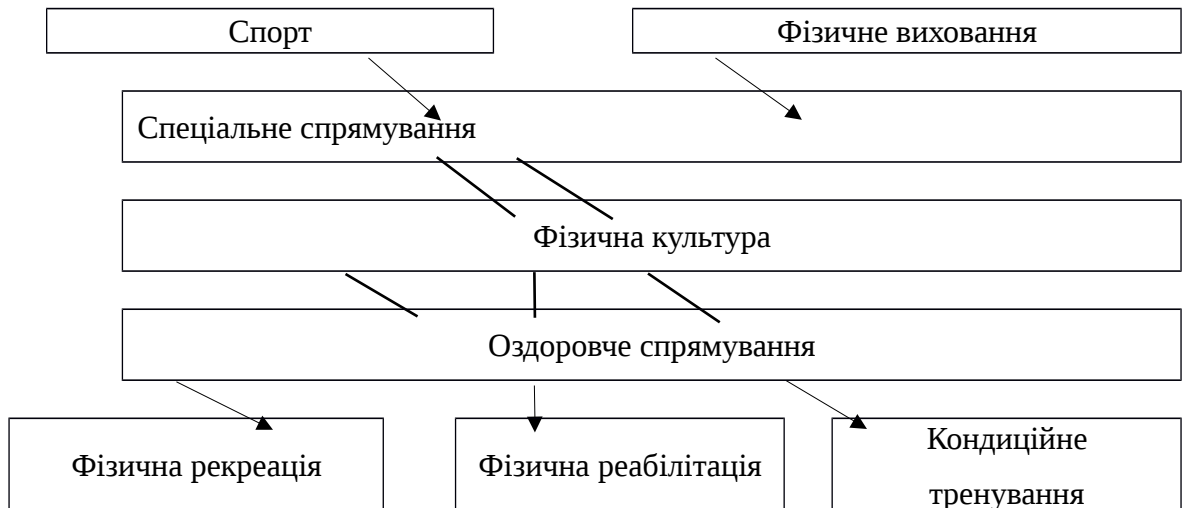 Спорт
Фізичне виховання
Спеціальне спрямування
Фізична культура
Оздоровче спрямування
Фізична рекреація
Фізична реабілітація
Кондиційне
тренування